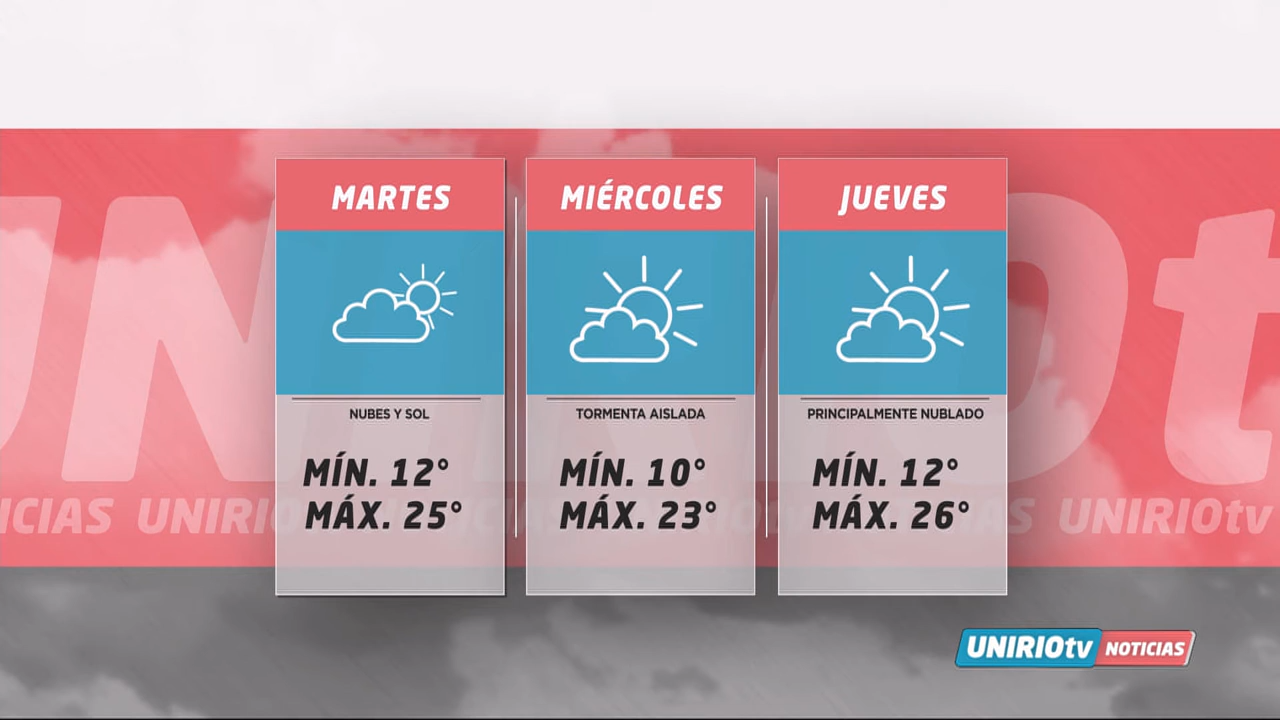 MARTES
NUBES Y SOL
MÍN. 12°
MÁX. 25°
MIÉRCOLES
TORMENTA AISLADA
MÍN. 10°
MÁX. 23°
JUEVES
PRINCIPALMENTE NUBLADO
MÍN. 12°
MÁX. 26°
UNIRIOtv NOTICIAS